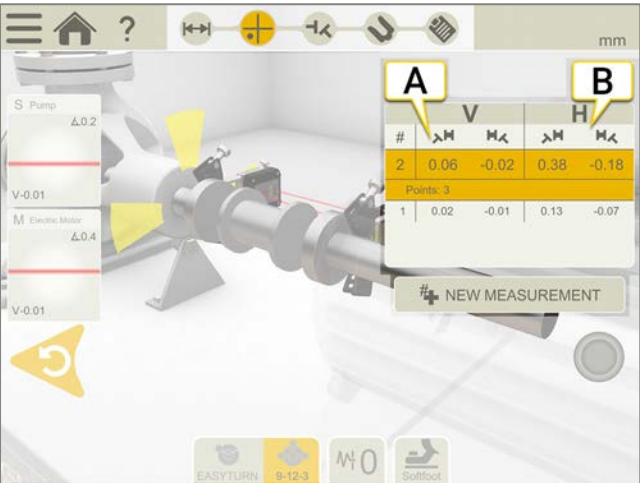 ?
mm
A
B
S Pump
∡0.2
V-0.01
M Electric Motor
∡0.4
V-0.01
V H
#
2 0.06 -0.02 0.38 -0.18
Points: 3
1 0.02 -0.01 0.13 -0.07
# NEW MEASUREMENT
0
EASYTURN 9-12-3 Softfoot